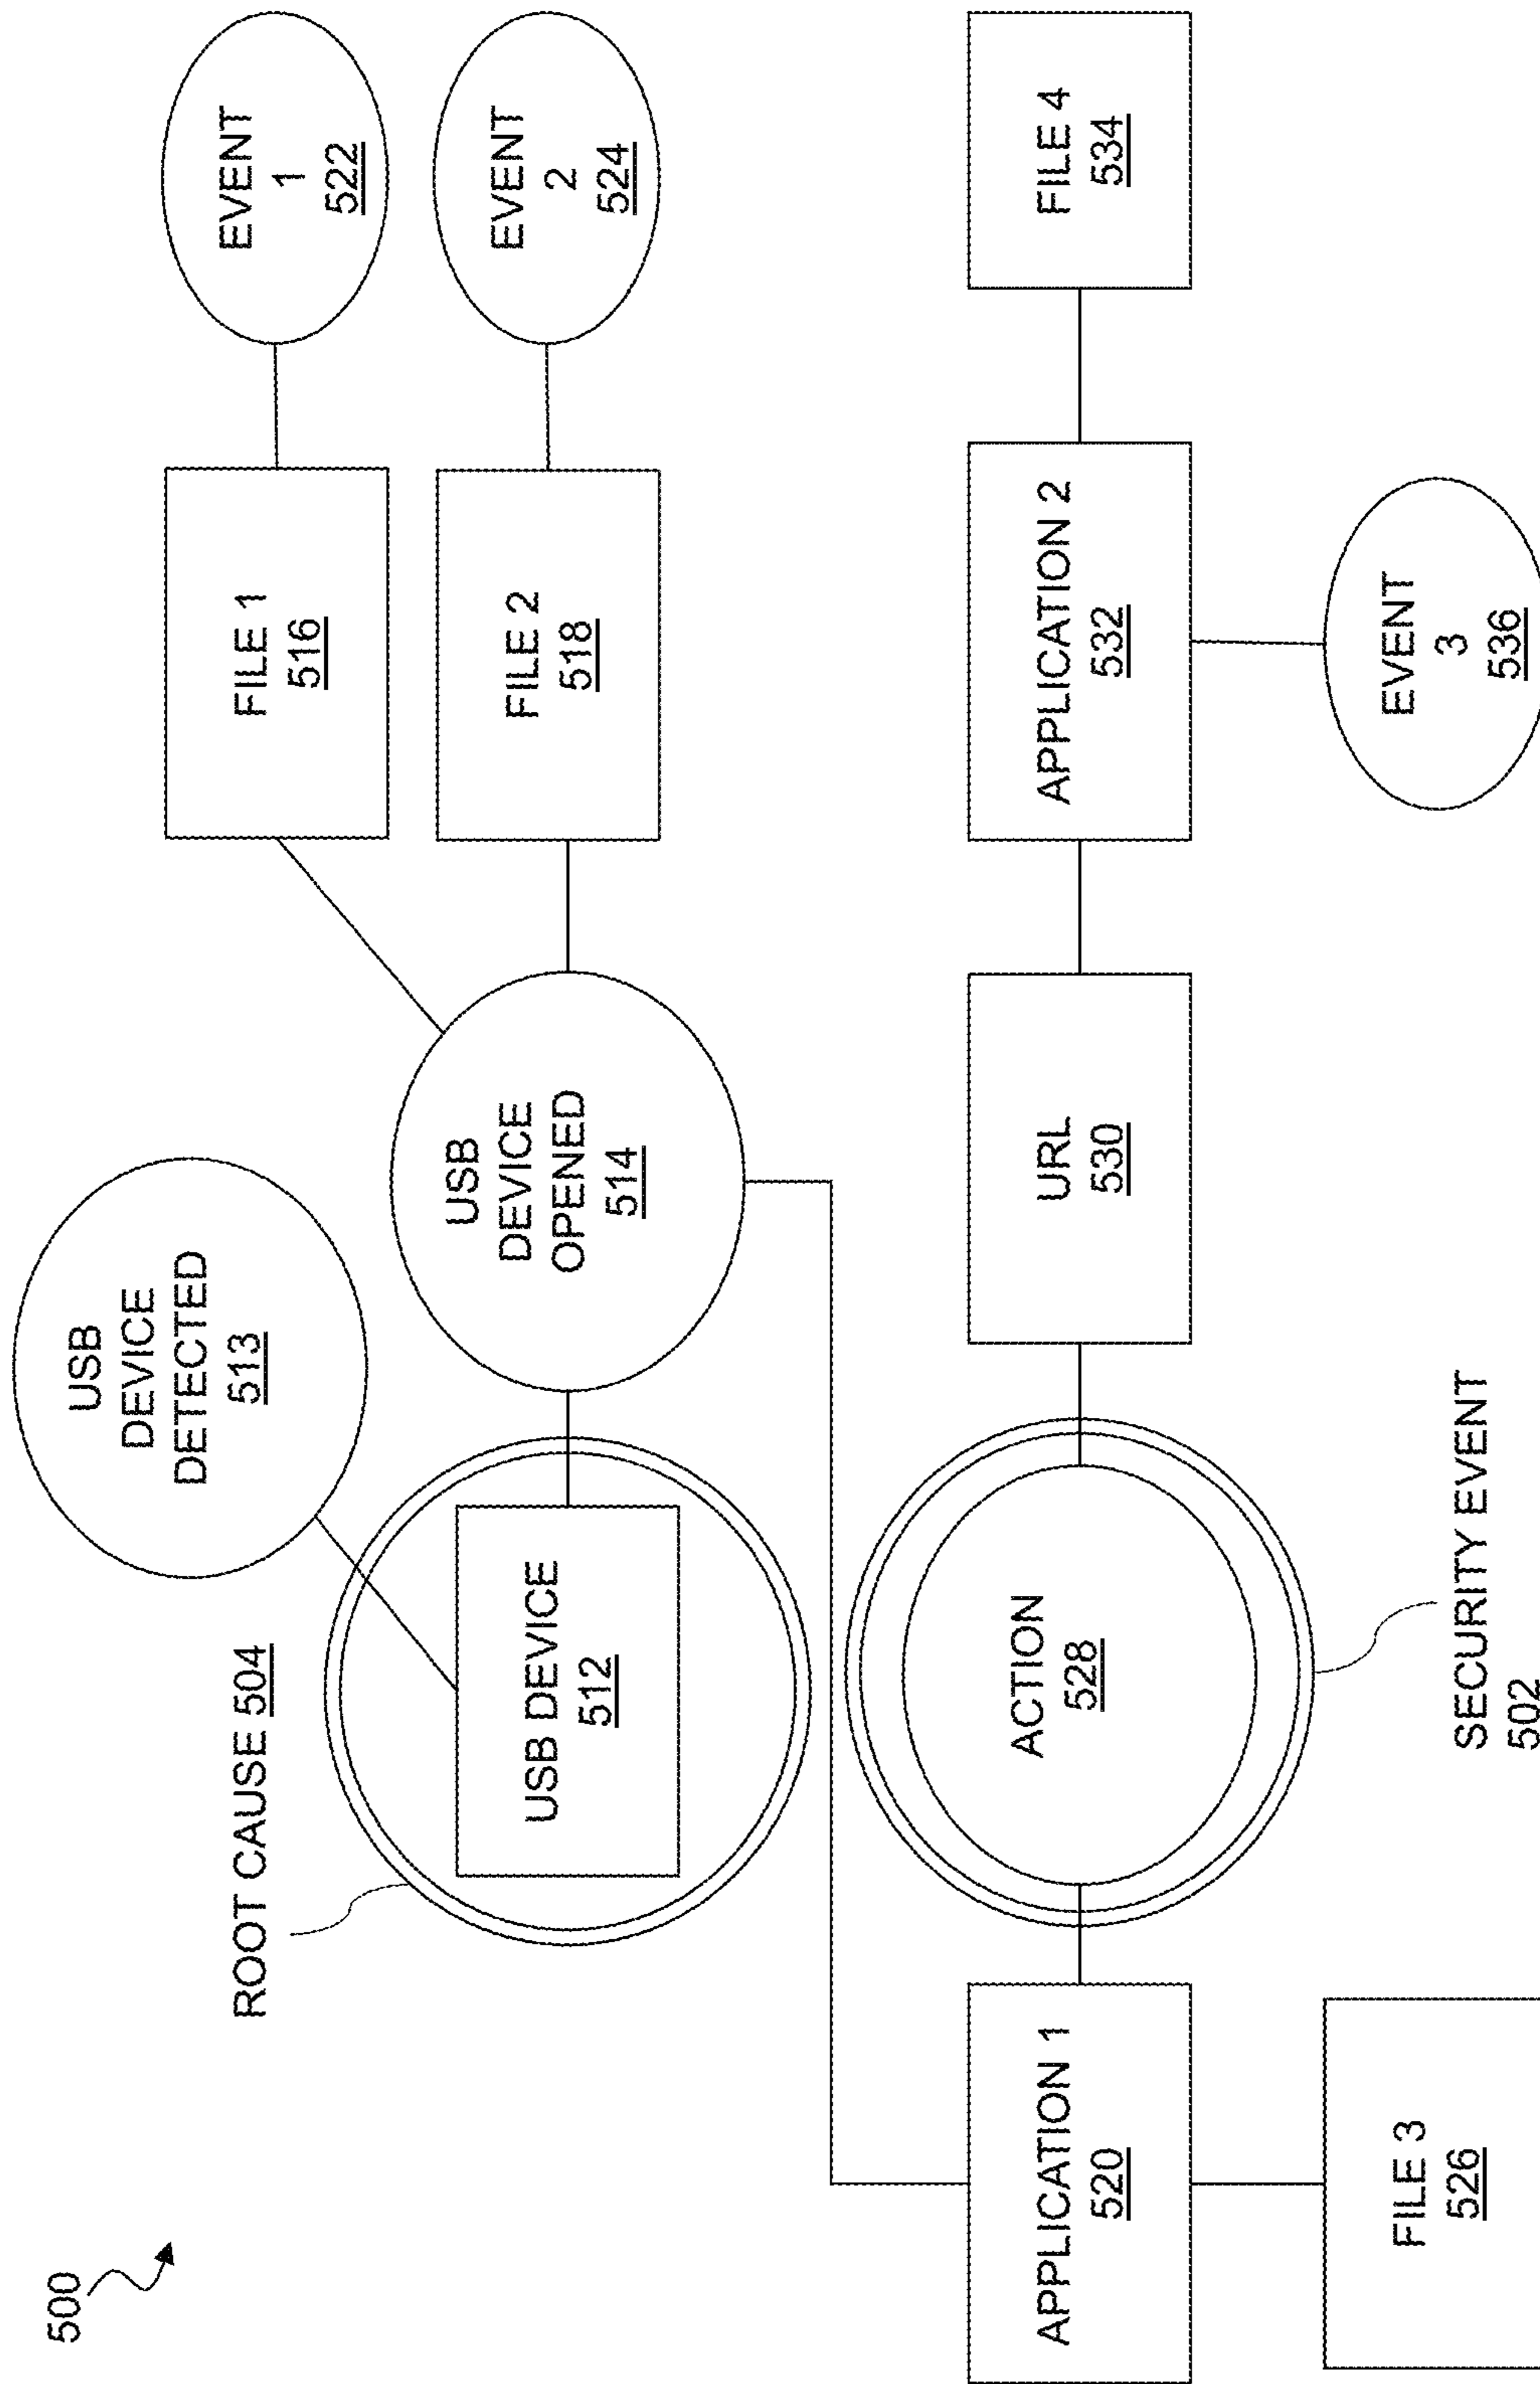 500
ROOT CAUSE 504
USB
DEVICE
DETECTED
513
USB DEVICE
512
USB
DEVICE
OPENED
514
FILE 1
516
EVENT
1
522
FILE 2
518
EVENT
2
524
APPLICATION 1
520
ACTION
528
URL
530
APPLICATION 2
532
FILE 4
534
FILE 3
526
SECURITY EVENT
502
EVENT
3
536